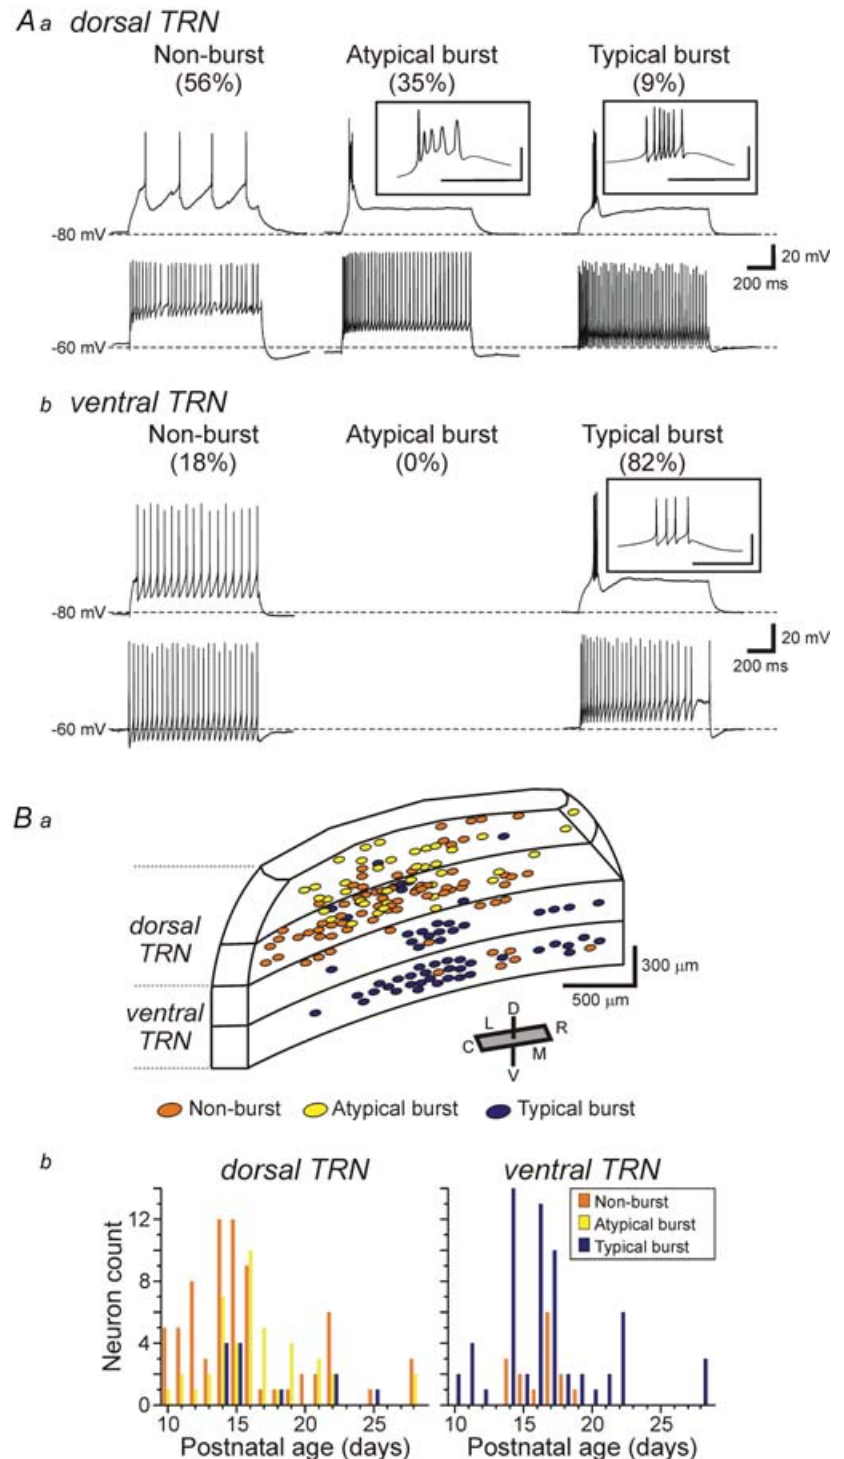 A a dorsal TRN
Non-burst Atypical burst Typical burst
(56%) (35%) (9%)
-80 mV
20 mV
200 ms
-60 mV
b ventral TRN
Non-burst Atypical burst Typical burst
(18%) (0%) (82%)
-80 mV
20 mV
200 ms
-60 mV
B a
dorsal
TRN
ventral
TRN
300 μm
500 μm
D
L R
C M
V
Non-burst Atypical burst Typical burst
b
dorsal TRN ventral TRN
Non-burst
Atypical burst
Typical burst
Neuron count
12
8
4
0
10 15 20 25 10 15 20 25
Postnatal age (days) Postnatal age (days)